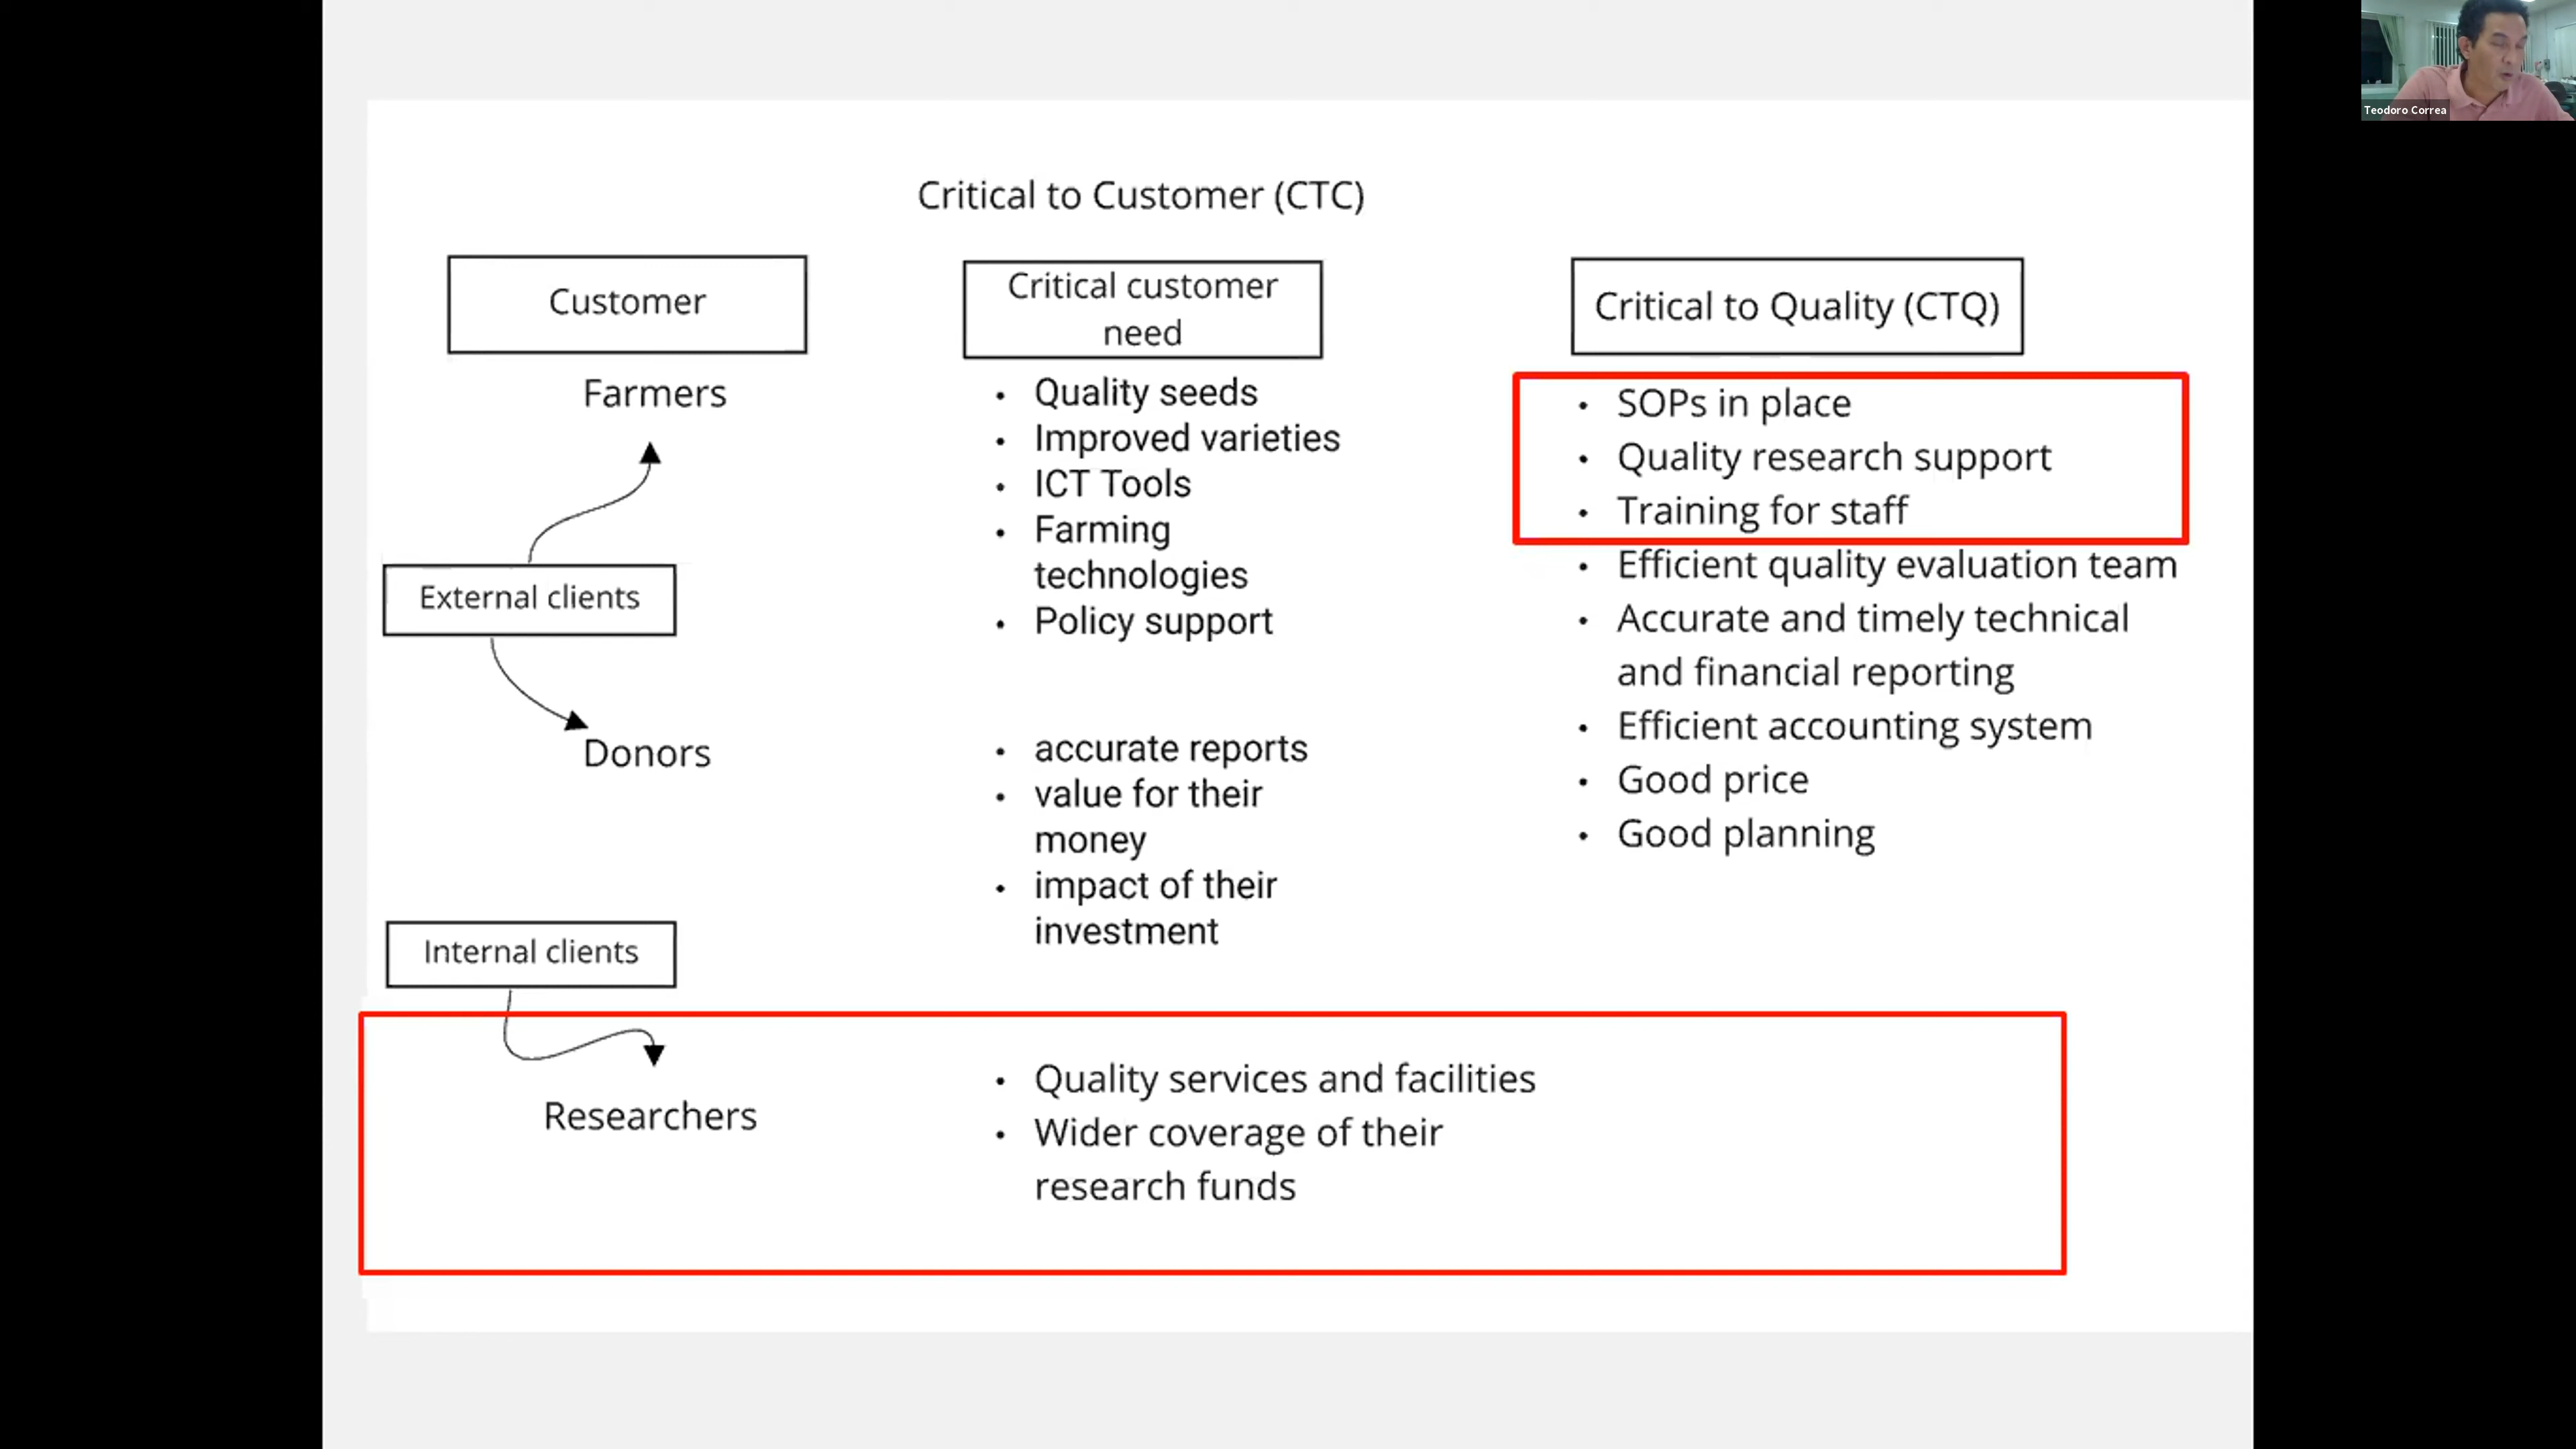 Teodoro Correa
Critical to Customer (CTC)
Customer
Critical customer
need
Critical to Quality (CTQ)
Farmers
External clients
Donors
Internal clients
Researchers
• Quality seeds
• Improved varieties
• ICT Tools
• Farming
technologies
• Policy support
• accurate reports
• value for their
money
• impact of their
investment
• Quality services and facilities
• Wider coverage of their
research funds
• SOPs in place
• Quality research support
• Training for staff
• Efficient quality evaluation team
• Accurate and timely technical
and financial reporting
• Efficient accounting system
• Good price
• Good planning